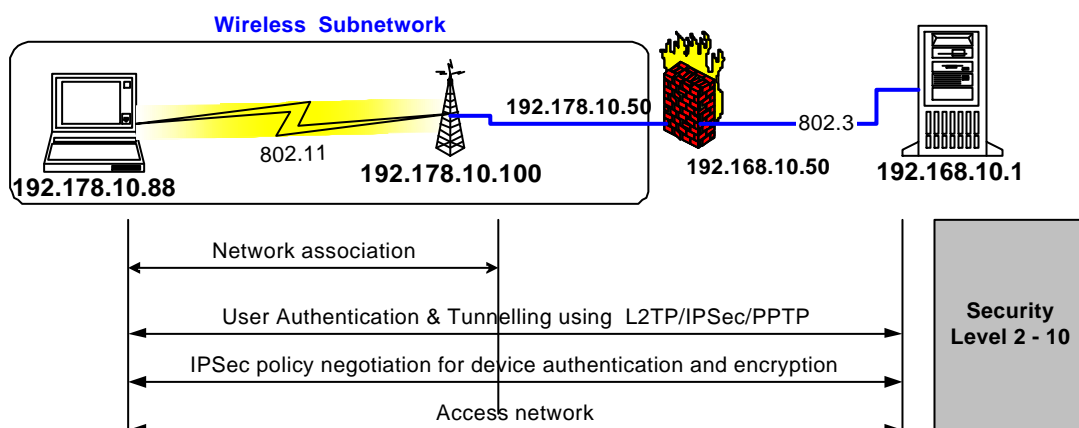 Wireless Subnetwork
192.178.10.50
802.3
802.11
192.168.10.50
192.178.10.100
192.168.10.1
192.178.10.88
Network association
User Authentication & Tunnelling using L2TP/IPSec/PPTP
Security
Level 2 - 10
IPSec policy negotiation for device authentication and encryption
Access network